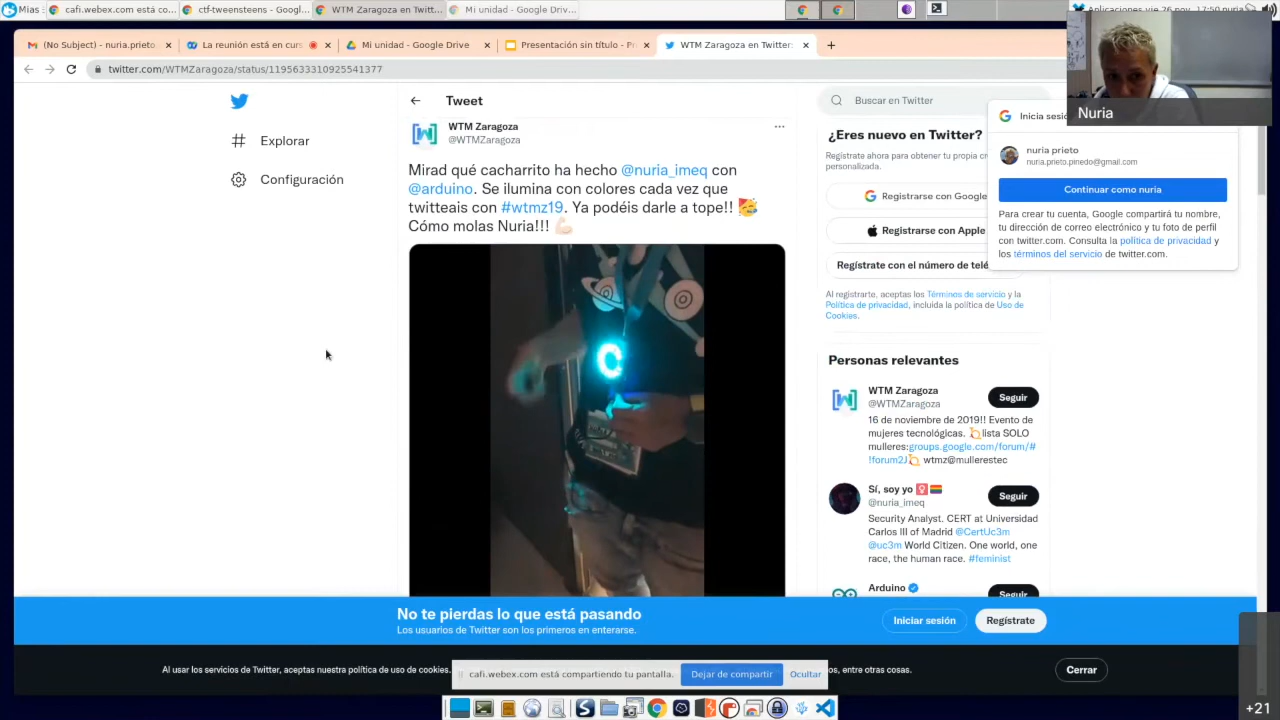 Mias
cafi.webex.com está co...
ctf-tweensteens - Googl...
WTM Zaragoza en Twitt...
Mi unidad - Google Driv...
Aplicaciones vie 26 nov, 17:50 nuria
(No Subject) - nuria.prieto
La reunión está en curs
Mi unidad - Google Drive
Presentación sin título - Pr
WTM Zaragoza en Twitter:
twitter.com/WTMZaragoza/status/1195633310925541377
Nuria
Explorar
Configuración
Tweet
WTM Zaragoza
@WTMZaragoza
Mirad qué cacharrito ha hecho @nuria_imeq con
@arduino. Se ilumina con colores cada vez que
twitteais con #wtmz19. Ya podéis darle a tope!! 🥳
Cómo molas Nuria!!! 💪🏻
Buscar en Twitter
¿Eres nuevo en Twitter?
Regístrate ahora para obtener tu propia cr
personalizada.
Registrarse con Google
Registrarse con Apple
Regístrate con el número de telé
Al registrarte, aceptas los Términos de servicio y la
Política de privacidad, incluida la política de Uso de
Cookies.
Inicia sesió
nuria prieto
nuria.prieto.pinedo@gmail.com
Continuar como nuria
Para crear tu cuenta, Google compartirá tu nombre,
tu dirección de correo electrónico y tu foto de perfil
con twitter.com. Consulta la política de privacidad y
los términos del servicio de twitter.com.
Personas relevantes
WTM Zaragoza
@WTMZaragoza
Seguir
16 de noviembre de 2019!! Evento de
mujeres tecnológicas. lista SOLO
mulleres:groups.google.com/forum/#
!forum2J wtmz@mullerestec
Sí, soy yo
@nuria_imeq
Seguir
Security Analyst. CERT at Universidad
Carlos III of Madrid @CertUc3m
@uc3m World Citizen. One world, one
race, the human race. #feminist
Arduino
Seguir
No te pierdas lo que está pasando
Los usuarios de Twitter son los primeros en enterarse.
Iniciar sesión
Regístrate
Al usar los servicios de Twitter, aceptas nuestra política de uso de cookies.
os, entre otras cosas.
Cerrar
cafi.webex.com está compartiendo tu pantalla.
Dejar de compartir
Ocultar
+21